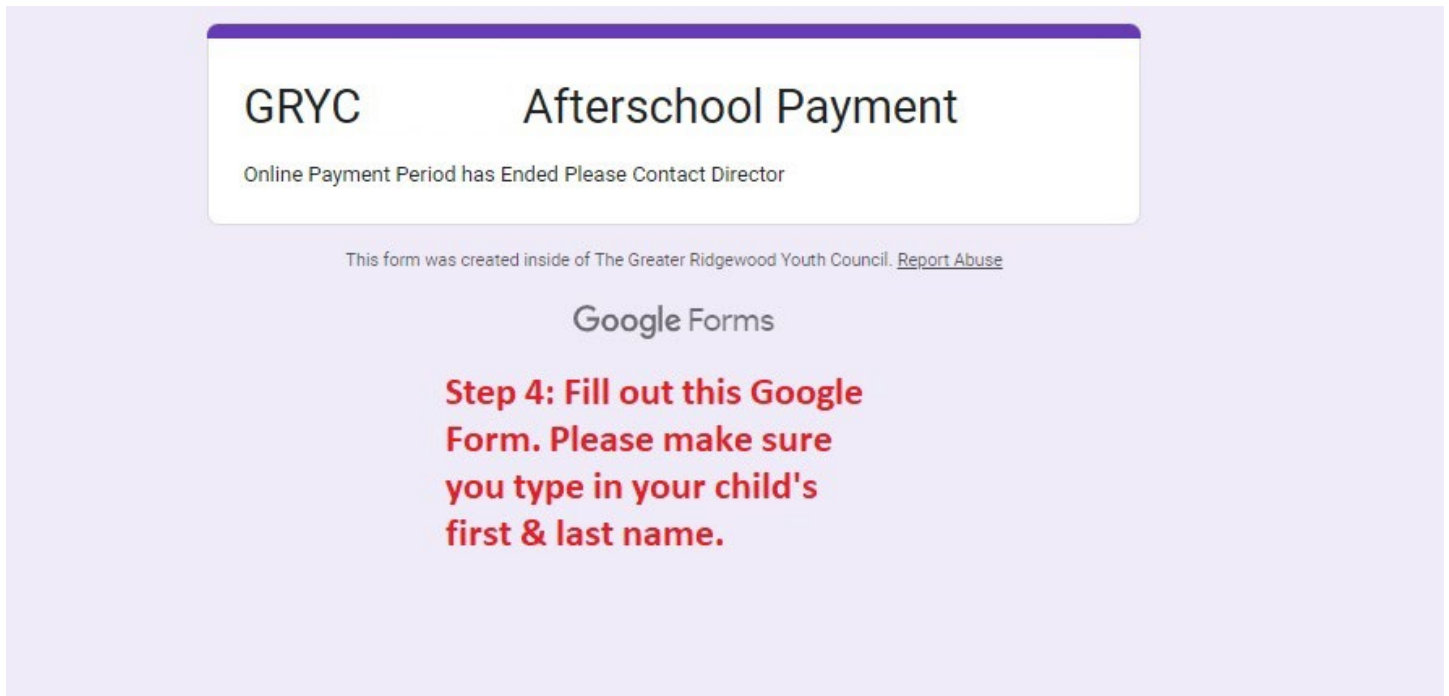 GRYC Afterschool Payment
Online Payment Period has Ended Please Contact Director
This form was created inside of The Greater Ridgewood Youth Council. Report Abuse
Google Forms
Step 4: Fill out this Google
Form. Please make sure
you type in your child's
first & last name.